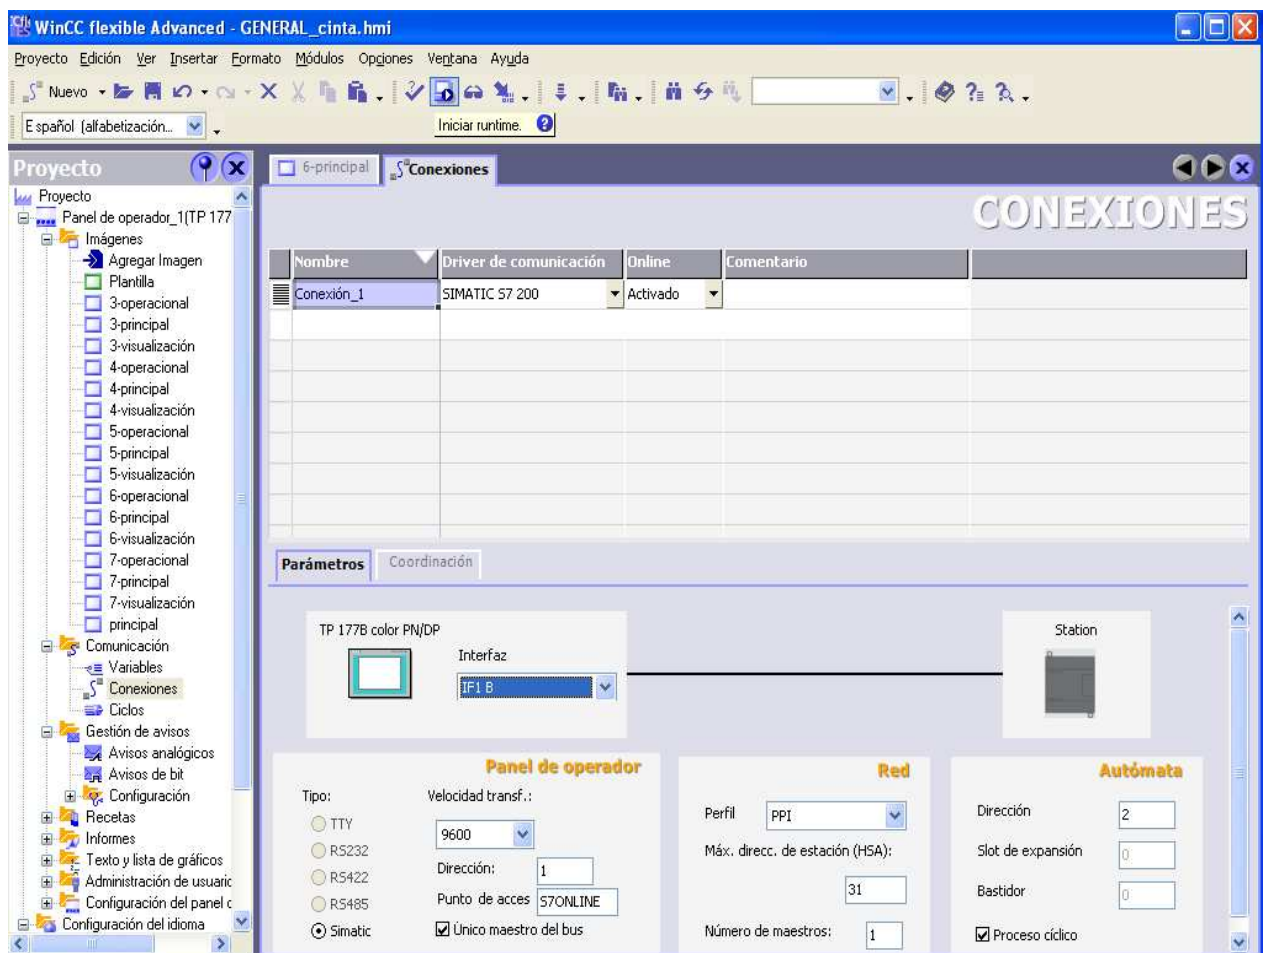 WinCC flexible Advanced - GENERAL_cinta.hmi
Proyecto Edición Ver Insertar Formato Módulos Opciones Ventana Ayuda
Nuevo
Español (alfabetización...
Iniciar runtime.
Proyecto
Proyecto
Panel de operador_1(TP 177
Imágenes
Agregar Imagen
Plantilla
3-operacional
3-principal
3-visualización
4-operacional
4-principal
4-visualización
5-operacional
5-principal
5-visualización
6-operacional
6-principal
6-visualización
7-operacional
7-principal
7-visualización
principal
Comunicación
Variables
Conexiones
Ciclos
Gestión de avisos
Avisos analógicos
Avisos de bit
Configuración
Recetas
Informes
Texto y lista de gráficos
Administración de usuaric
Configuración del panel c
Configuración del idioma
6-principal Conexiones
CONEXIONES
Nombre Driver de comunicación Online Comentario
Conexión_1 SIMATIC S7 200 Activado
Parámetros Coordinación
TP 177B color PN/DP
Interfaz
IF1 B
Station
Panel de operador
Tipo: Velocidad transf.:
TTY
9600
RS232
Dirección: 1
RS422
Punto de acces S7ONLINE
RS485
Simatic
Único maestro del bus
Red
Perfil PPI
Máx. direcc. de estación (HSA):
31
Número de maestros: 1
Autómata
Dirección 2
Slot de expansión 0
Bastidor 0
Proceso cíclico